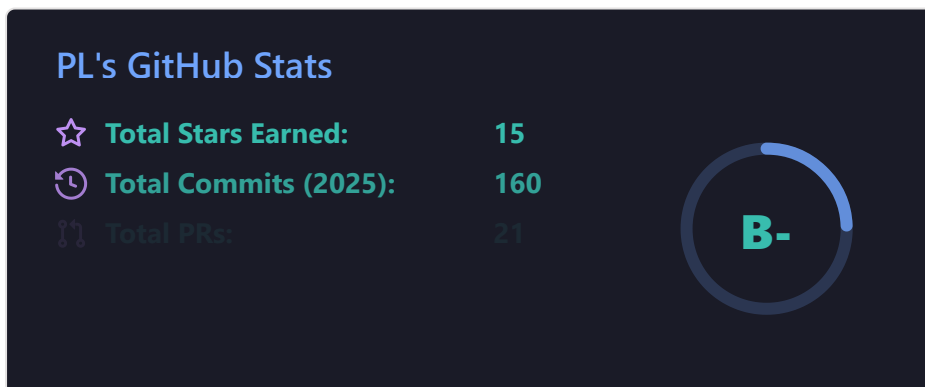 PL's GitHub Stats
Total Stars Earned: 15
Total Commits (2025): 160
Total PRs: 21
B-